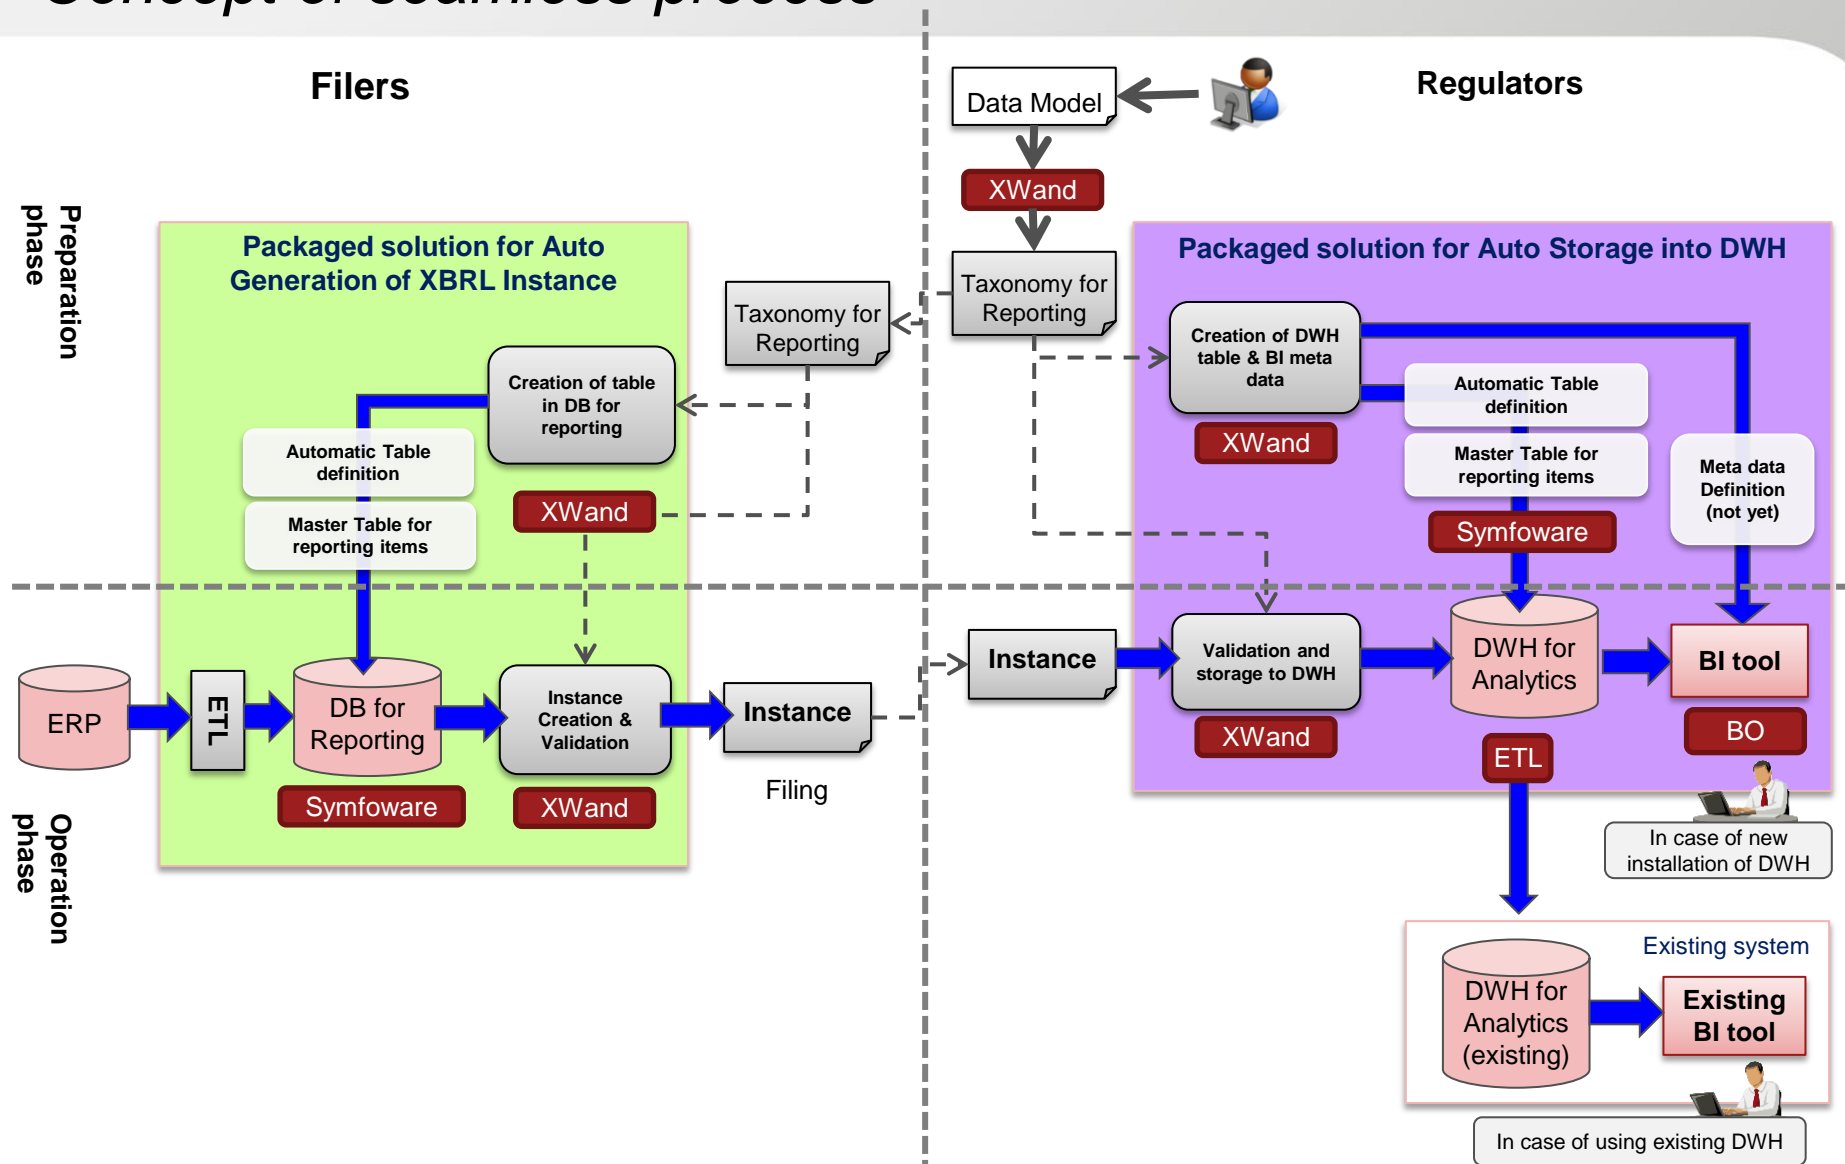 Concept of seamless process
Filers
Regulators
Data Model
XWand
Preparation
phase
Packaged solution for Auto
Generation of XBRL Instance
Taxonomy for
Reporting
Taxonomy for
Reporting
Packaged solution for Auto Storage into DWH
Creation of table
in DB for
reporting
Automatic Table
definition
Master Table for
reporting items
XWand
Creation of DWH
table & BI meta
data
XWand
Automatic Table
definition
Master Table for
reporting items
Symfoware
Meta data
Definition
(not yet)
Operation
phase
ERP
ETL
DB for
Reporting
Symfoware
Instance
Creation &
Validation
XWand
Instance
Filing
Instance
Validation and
storage to DWH
XWand
DWH for
Analytics
ETL
BI tool
BO
In case of new
installation of DWH
Existing system
DWH for
Analytics
(existing)
Existing
BI tool
In case of using existing DWH